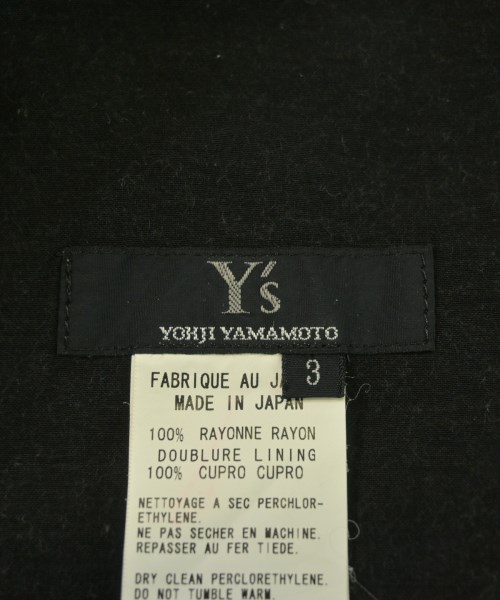 Y's
YOHJI YAMAMOTO
3
FABRIQUE AU
MADE IN JAPAN
100% RAYONNE RAYON
DOUBLURE LINING
100% CUPRO CUPRO
NETTOYAGE A SEC PERCHLOR-
ETHYLENE.
NE PAS SECHER EN MACHINE.
REPASSER AU FER TIEDE.
DRY CLEAN PERCLORETHYLENE.
DO NOT TUMBLE WARM.